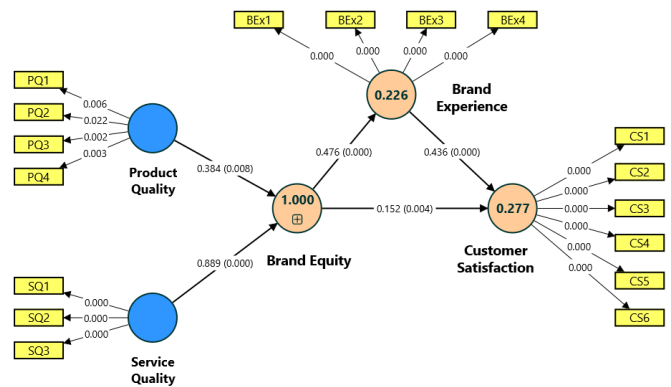 BEx1
BEx2
BEx3
BEx4
0.000
0.000
0.000
0.000
0.226
Brand
Experience
PQ1
PQ2
PQ3
PQ4
0.006
0.022
0.002
0.003
Product
Quality
0.384 (0.008)
0.476 (0.000)
0.436 (0.000)
1.000
Brand Equity
0.152 (0.004)
0.277
Customer
Satisfaction
CS1
CS2
CS3
CS4
CS5
CS6
0.000
0.000
0.000
0.000
0.000
0.000
0.889 (0.000)
SQ1
SQ2
SQ3
0.000
0.000
0.000
Service
Quality